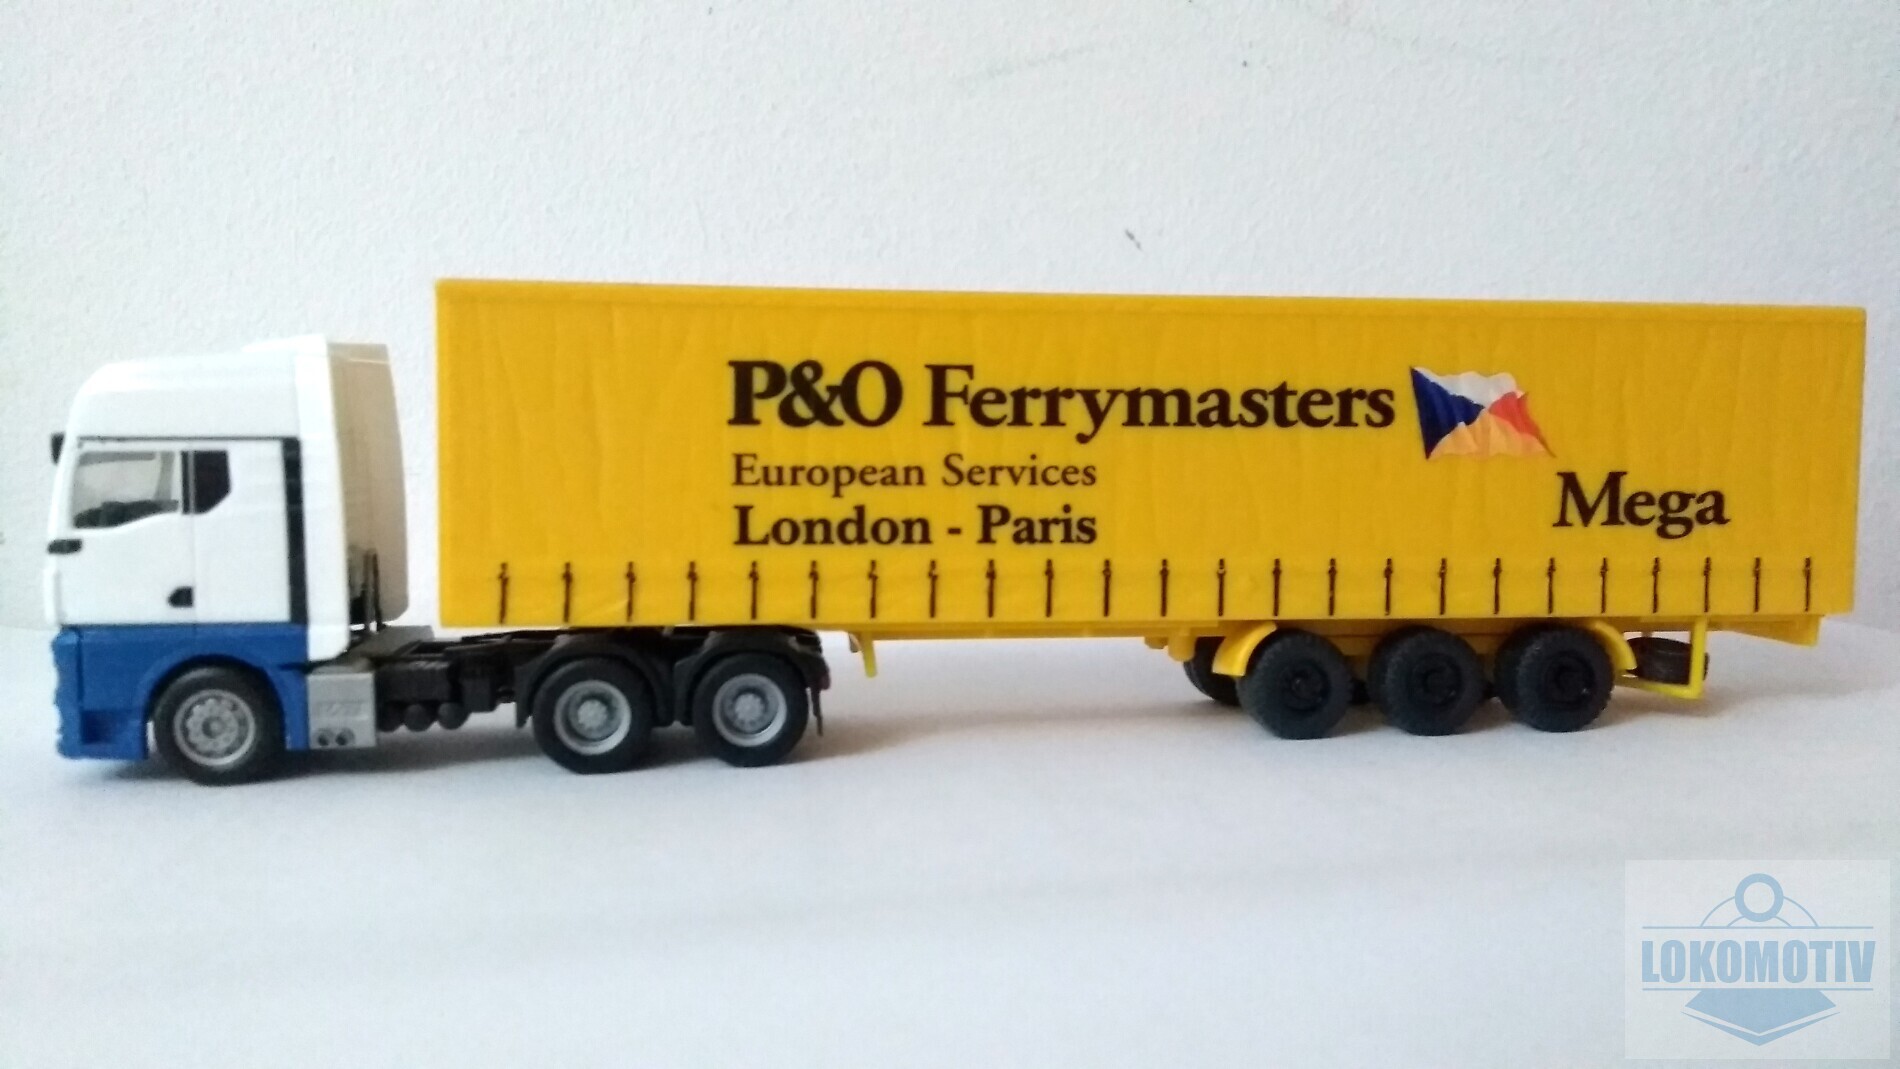 P&O Ferrymasters
European Services
London - Paris
Mega
LOKOMOTIV